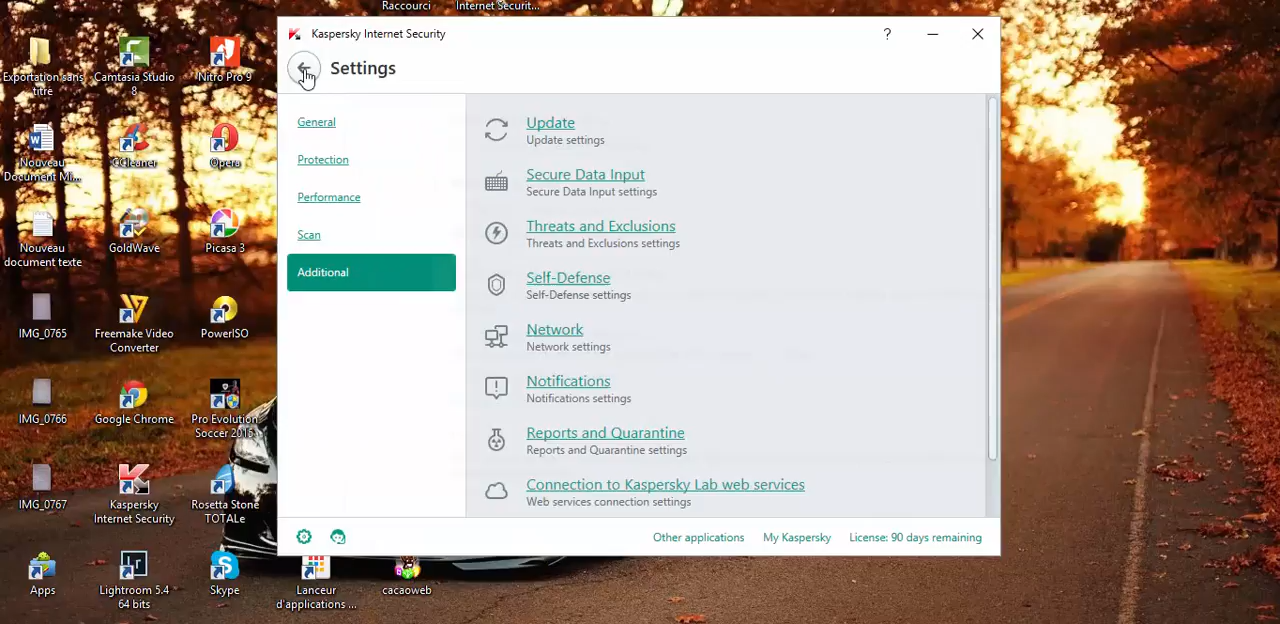 Raccourci
Internet Securit...
Exportation sans
titre
Camtasia Studio
8
Nitro Pro 9
Nouveau
Document Mi...
CCleaner
Opera
Nouveau
document texte
GoldWave
Picasa 3
IMG_0765
Freemake Video
Converter
PowerISO
IMG_0766
Google Chrome
Pro Evolution
Soccer 2016
IMG_0767
Kaspersky
Internet Security
Rosetta Stone
TOTALe
Apps
Lightroom 5.4
64 bits
Skype
Lanceur
d'applications ...
cacaoweb
Kaspersky Internet Security
?
Settings
General
Protection
Performance
Scan
Additional
Update
Update settings
Secure Data Input
Secure Data Input settings
Threats and Exclusions
Threats and Exclusions settings
Self-Defense
Self-Defense settings
Network
Network settings
Notifications
Notifications settings
Reports and Quarantine
Reports and Quarantine settings
Connection to Kaspersky Lab web services
Web services connection settings
Other applications
My Kaspersky
License: 90 days remaining